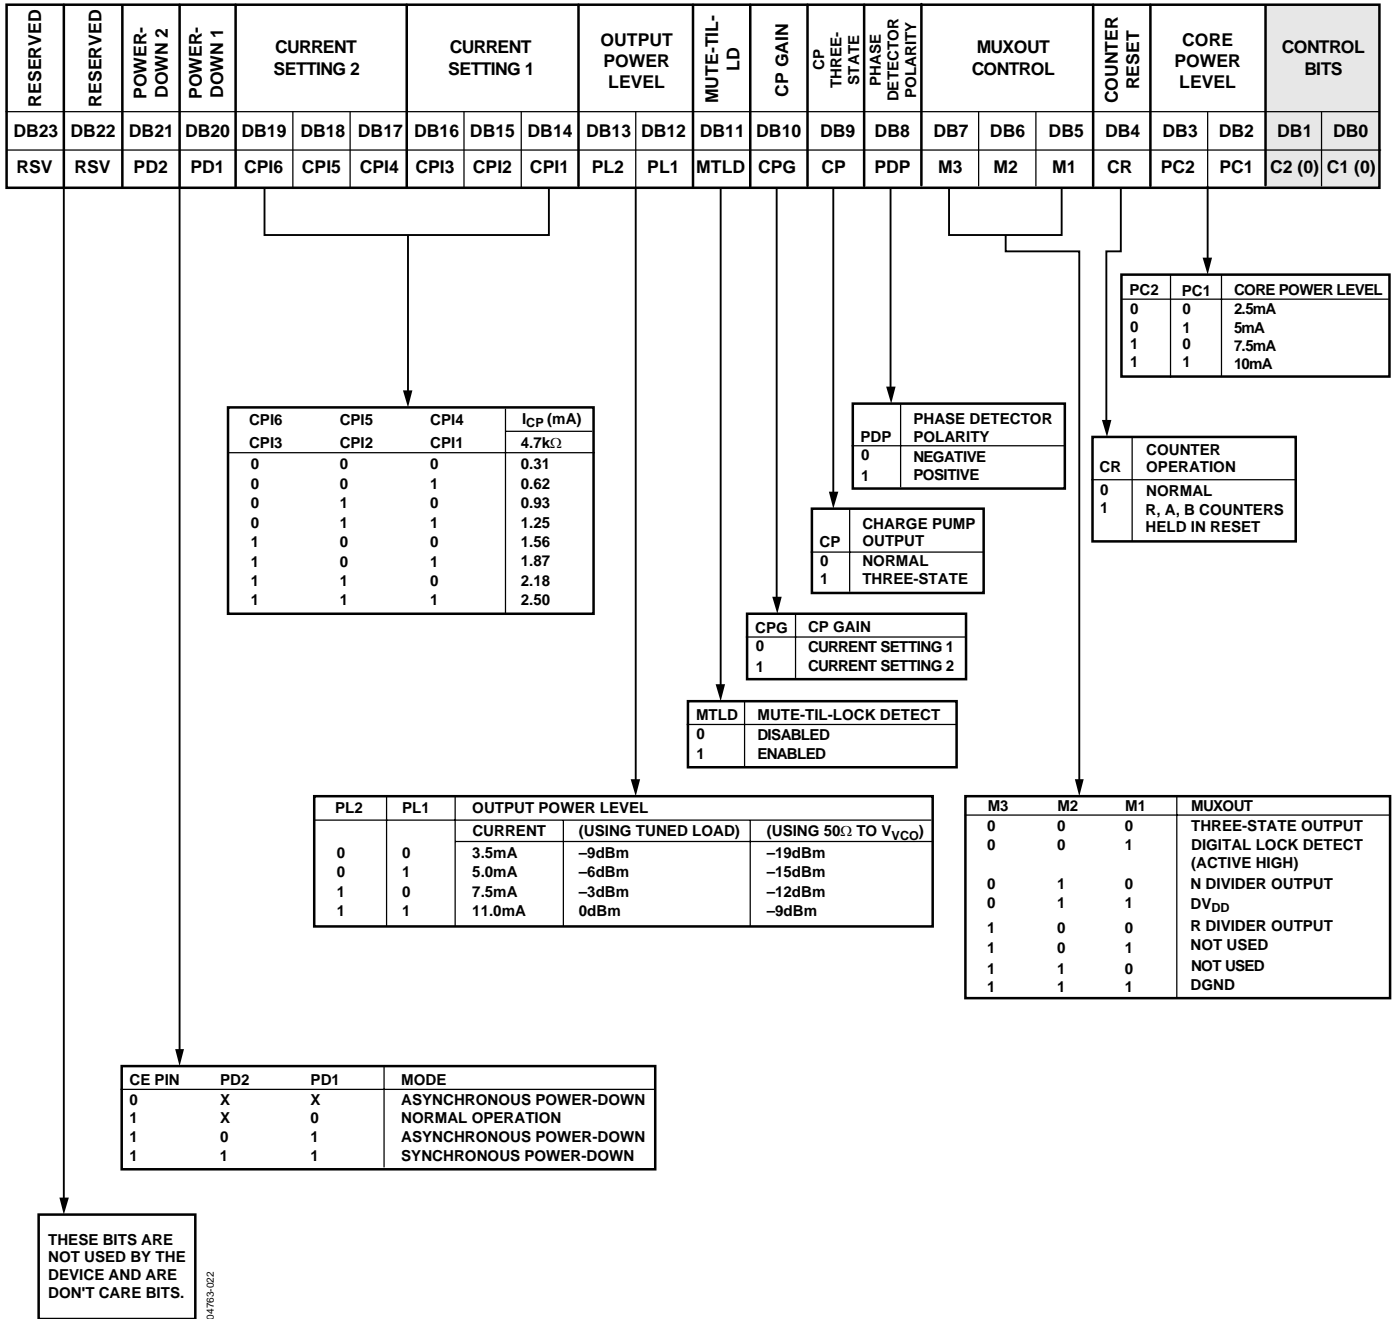 RESERVED
RESERVED
POWER-
DOWN 2
POWER-
DOWN 1
CURRENT
SETTING 2
CURRENT
SETTING 1
OUTPUT
POWER
LEVEL
MUTE-TIL-
LD
CP GAIN
CP
THREE-
STATE
PHASE
DETECTOR
POLARITY
MUXOUT
CONTROL
COUNTER
RESET
CORE
POWER
LEVEL
CONTROL
BITS
DB23 DB22 DB21 DB20 DB19 DB18 DB17 DB16 DB15 DB14 DB13 DB12 DB11 DB10 DB9 DB8 DB7 DB6 DB5 DB4 DB3 DB2 DB1 DB0
RSV RSV PD2 PD1 CPI6 CPI5 CPI4 CPI3 CPI2 CPI1 PL2 PL1 MTLD CPG CP PDP M3 M2 M1 CR PC2 PC1 C2 (0) C1 (0)
PC2 PC1 CORE POWER LEVEL
0 0 2.5mA
0 1 5mA
1 0 7.5mA
1 1 10mA
CPI6 CPI5 CPI4 ICP (mA)
CPI3 CPI2 CPI1 4.7kΩ
0 0 0 0.31
0 0 1 0.62
0 1 0 0.93
0 1 1 1.25
1 0 0 1.56
1 0 1 1.87
1 1 0 2.18
1 1 1 2.50
PHASE DETECTOR
PDP POLARITY
0 NEGATIVE
1 POSITIVE
COUNTER
CR OPERATION
0 NORMAL
1 R, A, B COUNTERS
HELD IN RESET
CHARGE PUMP
CP OUTPUT
0 NORMAL
1 THREE-STATE
CPG CP GAIN
0 CURRENT SETTING 1
1 CURRENT SETTING 2
MTLD MUTE-TIL-LOCK DETECT
0 DISABLED
1 ENABLED
PL2 PL1 OUTPUT POWER LEVEL
CURRENT (USING TUNED LOAD) (USING 50Ω TO VVCO)
0 0 3.5mA –9dBm –19dBm
0 1 5.0mA –6dBm –15dBm
1 0 7.5mA –3dBm –12dBm
1 1 11.0mA 0dBm –9dBm
M3 M2 M1 MUXOUT
0 0 0 THREE-STATE OUTPUT
0 0 1 DIGITAL LOCK DETECT
(ACTIVE HIGH)
0 1 0 N DIVIDER OUTPUT
0 1 1 DVDD
1 0 0 R DIVIDER OUTPUT
1 0 1 NOT USED
1 1 0 NOT USED
1 1 1 DGND
CE PIN PD2 PD1 MODE
0 X X ASYNCHRONOUS POWER-DOWN
1 X 0 NORMAL OPERATION
1 0 1 ASYNCHRONOUS POWER-DOWN
1 1 1 SYNCHRONOUS POWER-DOWN
THESE BITS ARE
NOT USED BY THE
DEVICE AND ARE
DON'T CARE BITS.
04763-022